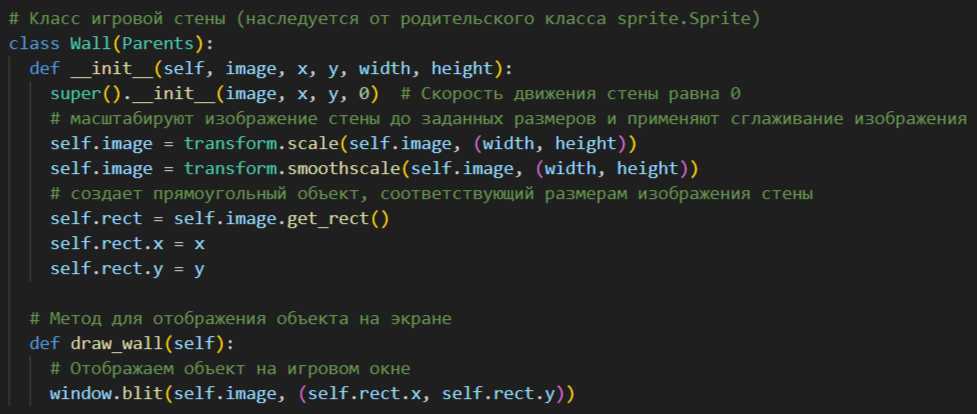 # Класс игровой стены (наследуется от родительского класса sprite.Sprite)
class Wall(Parents):
  def __init__(self, image, x, y, width, height):
    super().__init__(image, x, y, 0)  # Скорость движения стены равна 0
    # масштабируют изображение стены до заданных размеров и применяют сглаживание изображения
    self.image = transform.scale(self.image, (width, height))
    self.image = transform.smoothscale(self.image, (width, height))
    # создает прямоугольный объект, соответствующий размерам изображения стены
    self.rect = self.image.get_rect()
    self.rect.x = x
    self.rect.y = y

  # Метод для отображения объекта на экране
  def draw_wall(self):
    # Отображаем объект на игровом окне
    window.blit(self.image, (self.rect.x, self.rect.y))